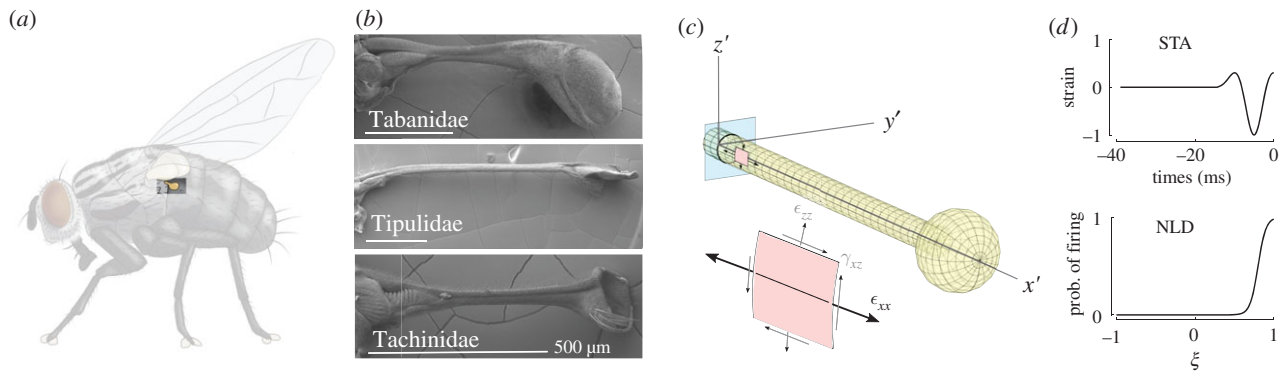 (a)
(b)
Tabanidae
Tipulidae
Tachinidae
500 µm
(c)
z′
y′
x′
ϵzz
γxz
ϵxx
(d)
STA
1
0
−1
strain
−40 −20 0
times (ms)
NLD
1
0
prob. of firing
−1 0 1
ξ